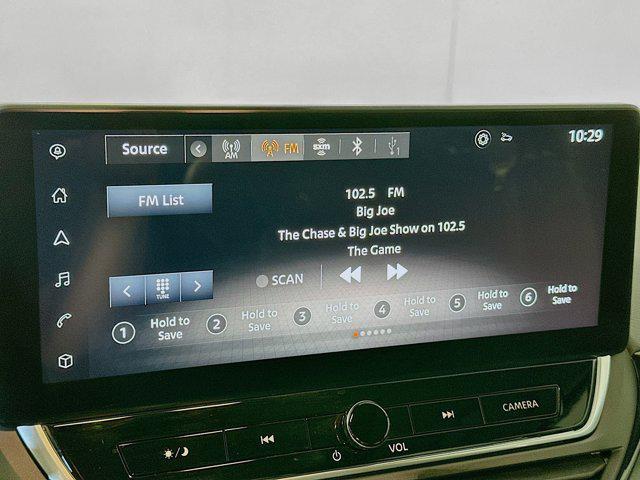 Source AM FM sxm 1 10:29
FM List
102.5 FM
Big Joe
The Chase & Big Joe Show on 102.5
The Game
TUNE
SCAN
1 Hold to Save
2 Hold to Save
3 Hold to Save
4 Hold to Save
5 Hold to Save
6 Hold to Save
VOL
CAMERA